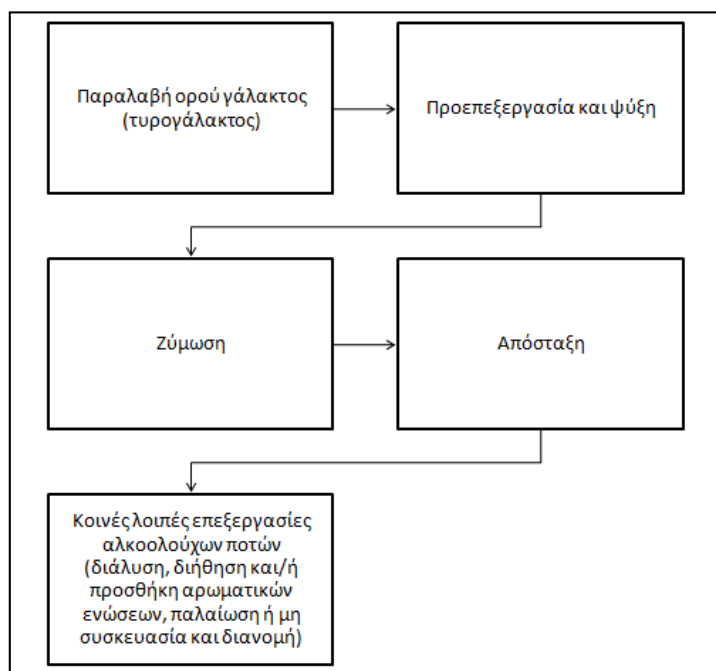 Παραλαβή ορού γάλακτος
(τυρογάλακτος)
Προεπεξεργασία και ψύξη
Ζύμωση
Απόσταξη
Κοινές λοιπές επεξεργασίες
αλκοολούχων ποτών
(διάλυση, διήθηση και/ή
προσθήκη αρωματικών
ενώσεων, παλαίωση ή μη
συσκευασία και διανομή)